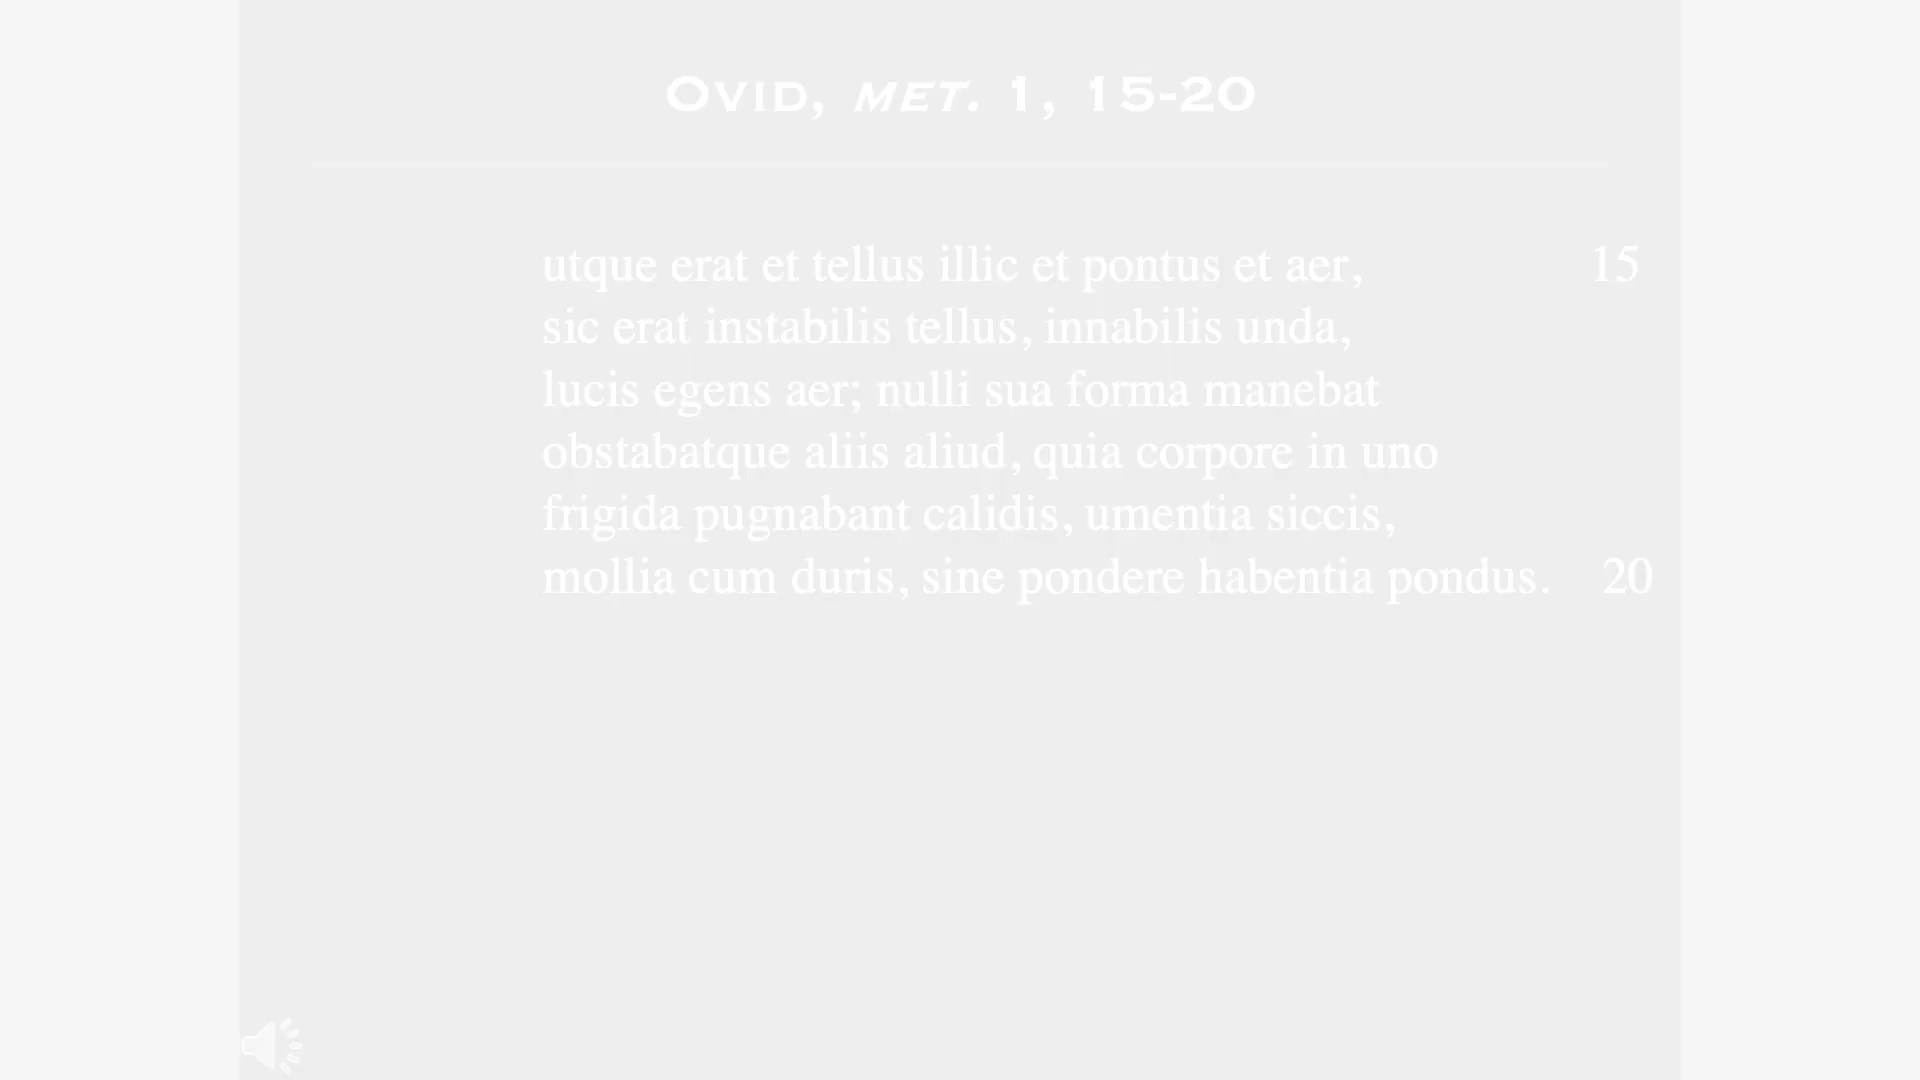 OVID, MET. 1, 15-20
utque erat et tellus illic et pontus et aer, 15
sic erat instabilis tellus, innabilis unda,
lucis egens aer; nulli sua forma manebat
obstabatque aliis aliud, quia corpore in uno
frigida pugnabant calidis, umentia siccis,
mollia cum duris, sine pondere habentia pondus. 20